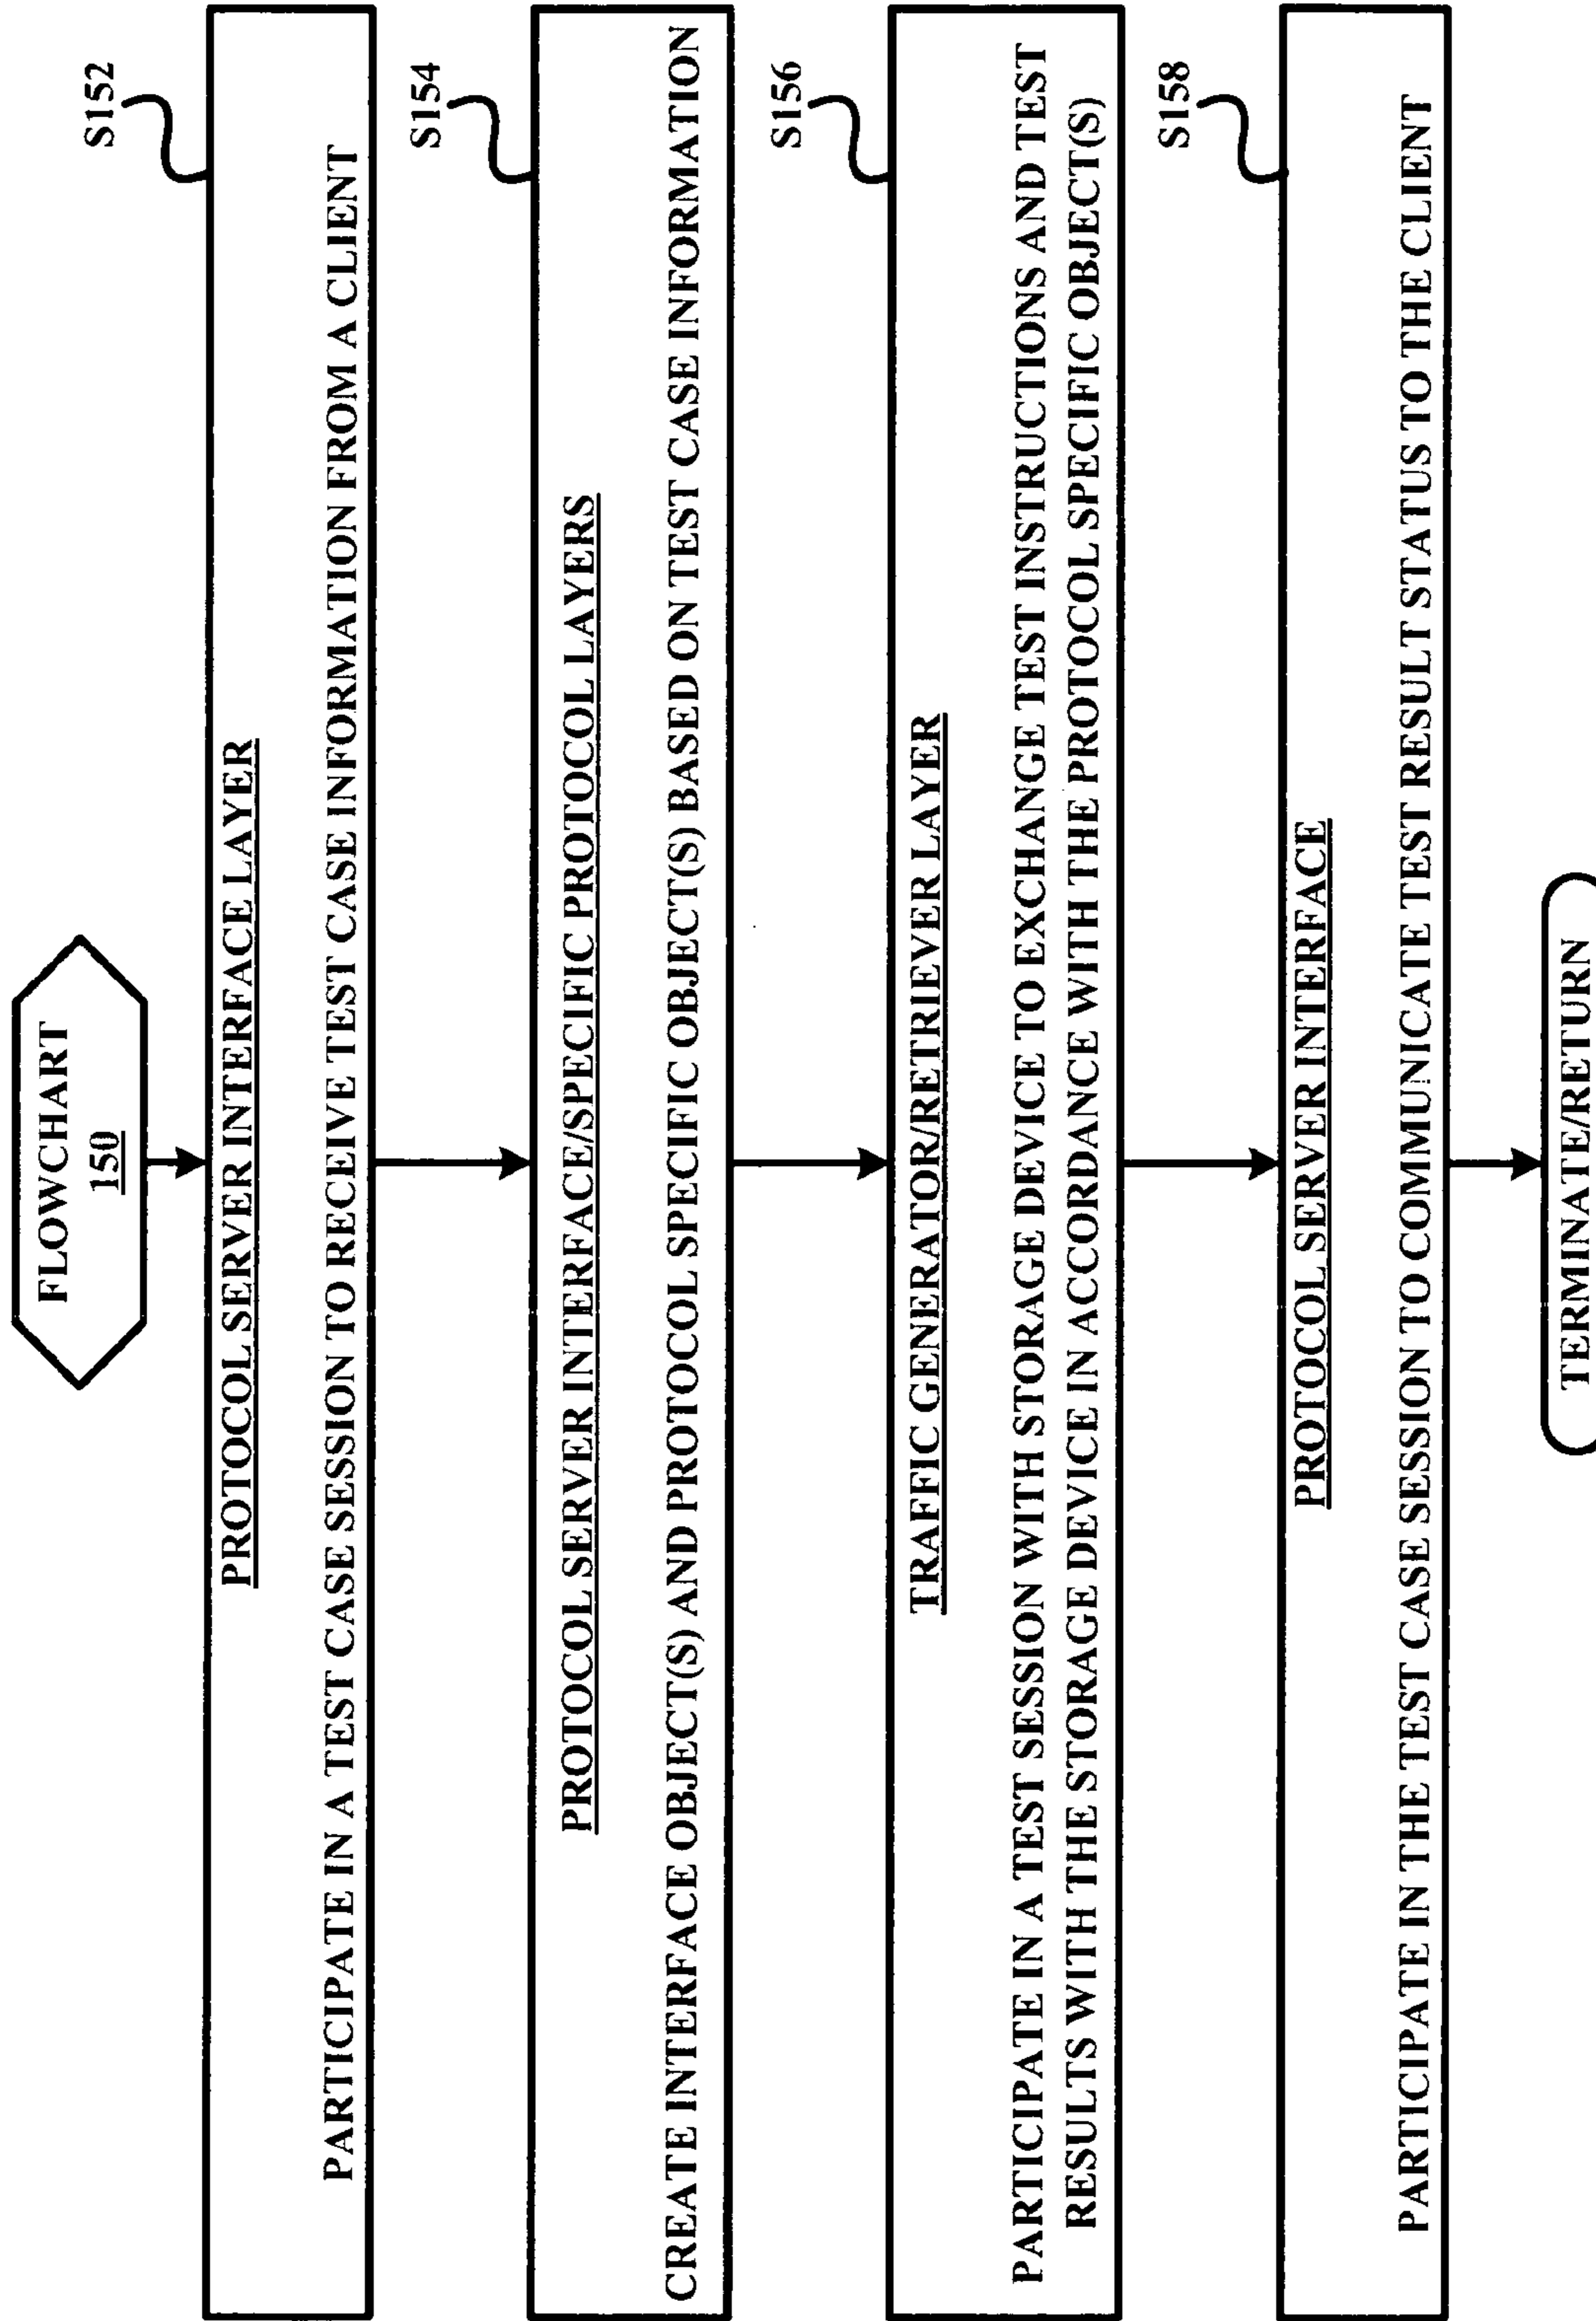 FLOWCHART
150
S152
PROTOCOL SERVER INTERFACE LAYER
PARTICIPATE IN A TEST CASE SESSION TO RECEIVE TEST CASE INFORMATION FROM A CLIENT
S154
PROTOCOL SERVER INTERFACE/SPECIFIC PROTOCOL LAYERS
CREATE INTERFACE OBJECT(S) AND PROTOCOL SPECIFIC OBJECT(S) BASED ON TEST CASE INFORMATION
S156
TRAFFIC GENERATOR/RETRIEVER LAYER
PARTICIPATE IN A TEST SESSION WITH STORAGE DEVICE TO EXCHANGE TEST INSTRUCTIONS AND TEST
RESULTS WITH THE STORAGE DEVICE IN ACCORDANCE WITH THE PROTOCOL SPECIFIC OBJECT(S)
S158
PROTOCOL SERVER INTERFACE
PARTICIPATE IN THE TEST CASE SESSION TO COMMUNICATE TEST RESULT STATUS TO THE CLIENT
TERMINATE/RETURN